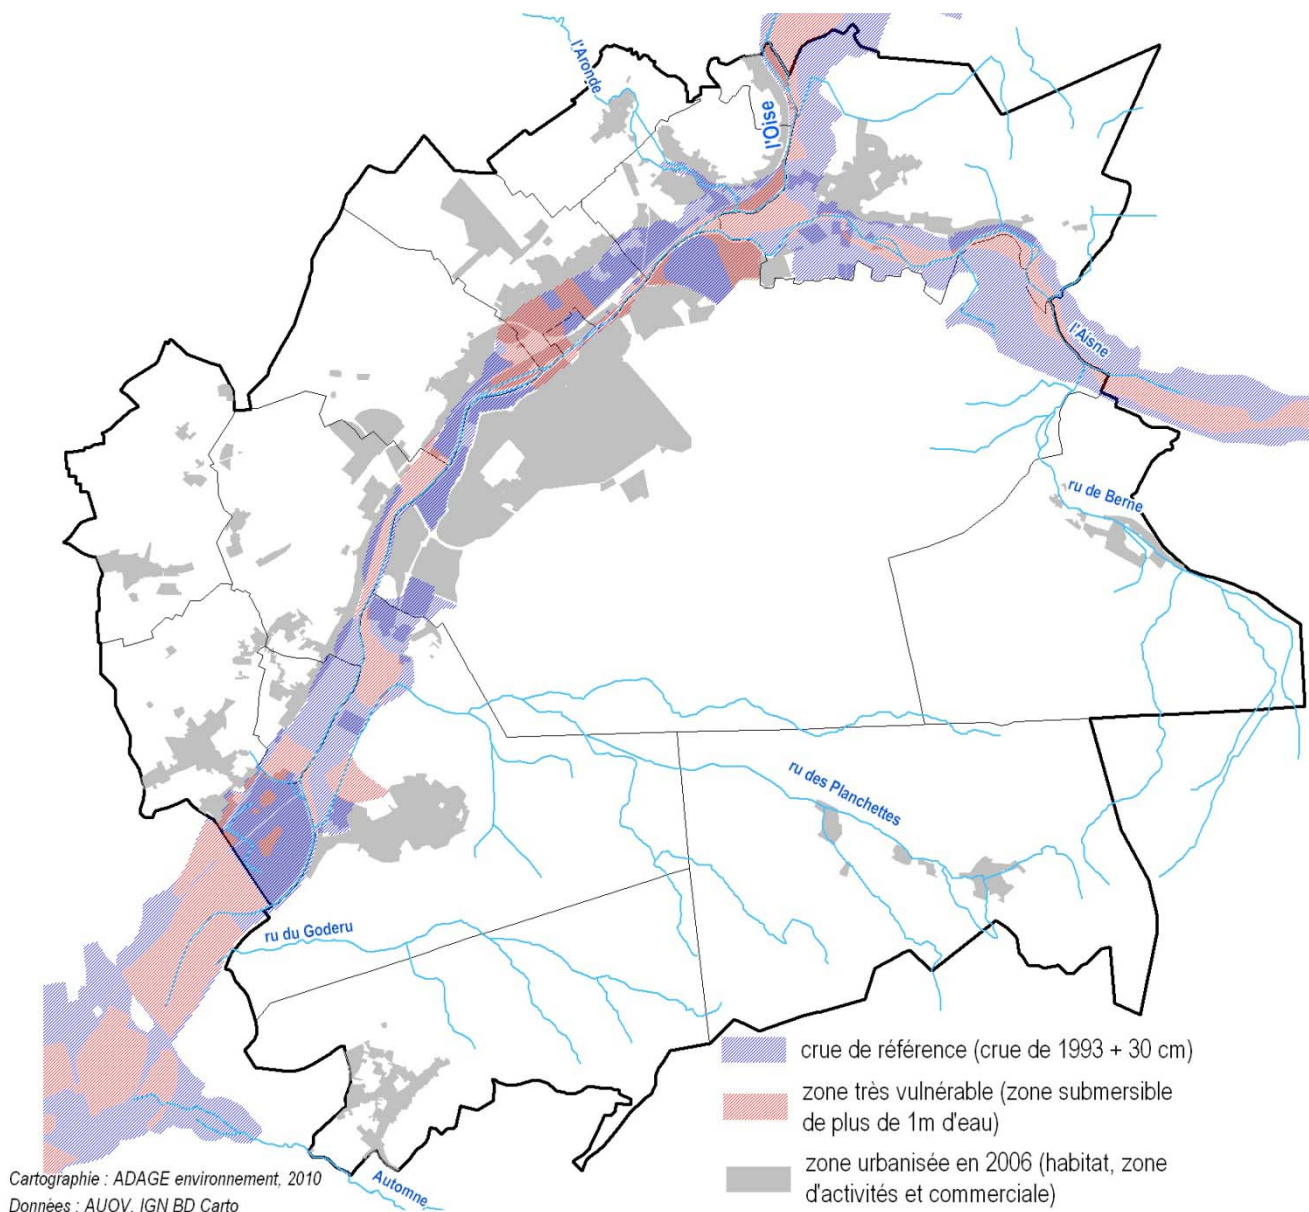 l'Aronde
l'Oise
l'Aisne
ru de Berne
ru des Planchettes
ru du Goderu
crue de référence (crue de 1993 + 30 cm)
zone très vulnérable (zone submersible
de plus de 1m d'eau)
zone urbanisée en 2006 (habitat, zone
d'activités et commerciale)
Cartographie : ADAGE environnement, 2010
Données : AUOV, IGN BD Carto
Automne